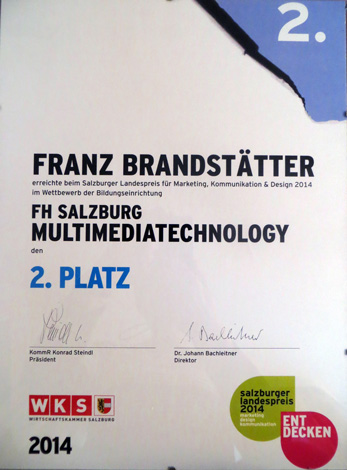 2.
FRANZ BRANDSTÄTTER
erreichte beim Salzburger Landespreis für Marketing, Kommunikation & Design 2014
im Wettbewerb der Bildungseinrichtung
FH SALZBURG
MULTIMEDIATECHNOLOGY
den
2. PLATZ
KommR Konrad Steindl
Präsident
Dr. Johann Bachleitner
Direktor
WKS
WIRTSCHAFTSKAMMER SALZBURG
2014
salzburger
landespreis
2014
marketing
design
kommunikation
ENT
DECKEN